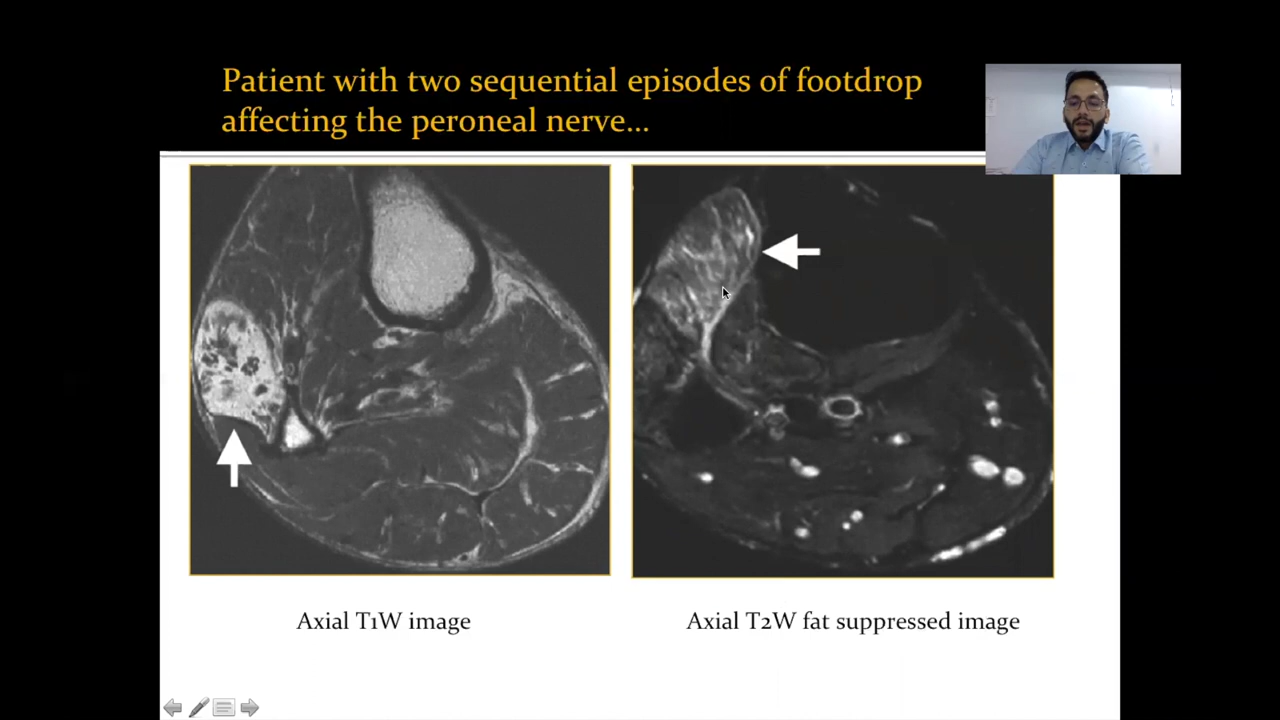 Patient with two sequential episodes of footdrop
affecting the peroneal nerve...
Axial T1W image
Axial T2W fat suppressed image